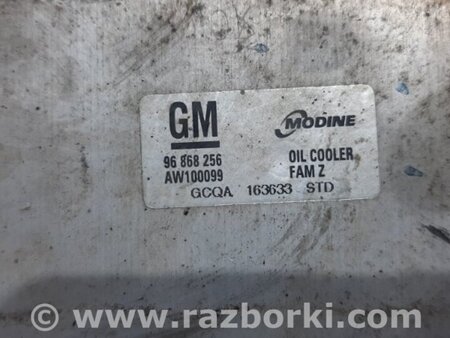 GM
MODINE
96 868 256
OIL COOLER
AW100099
FAM Z
GCQA 163633 STD
© www.razborki.com